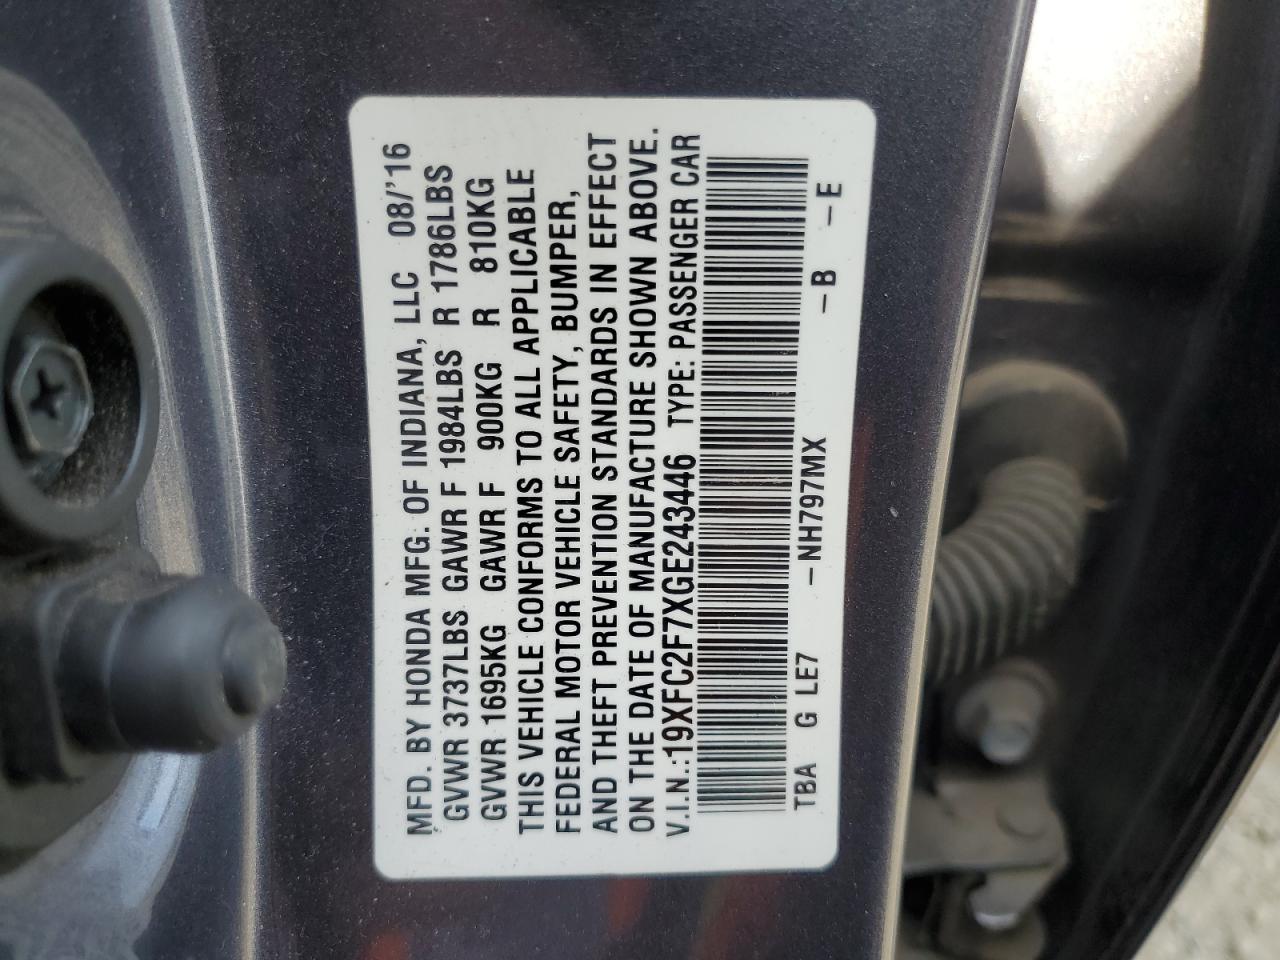 MFD. BY HONDA MFG. OF INDIANA, LLC 08/'16
GVWR 3737LBS GAWR F 1984LBS R 1786LBS
GVWR 1695KG GAWR F 900KG R 810KG
THIS VEHICLE CONFORMS TO ALL APPLICABLE
FEDERAL MOTOR VEHICLE SAFETY, BUMPER,
AND THEFT PREVENTION STANDARDS IN EFFECT
ON THE DATE OF MANUFACTURE SHOWN ABOVE.
V.I.N.:19XFC2F7XGE243446 TYPE: PASSENGER CAR
TBA G LE7 -NH797MX -B -E